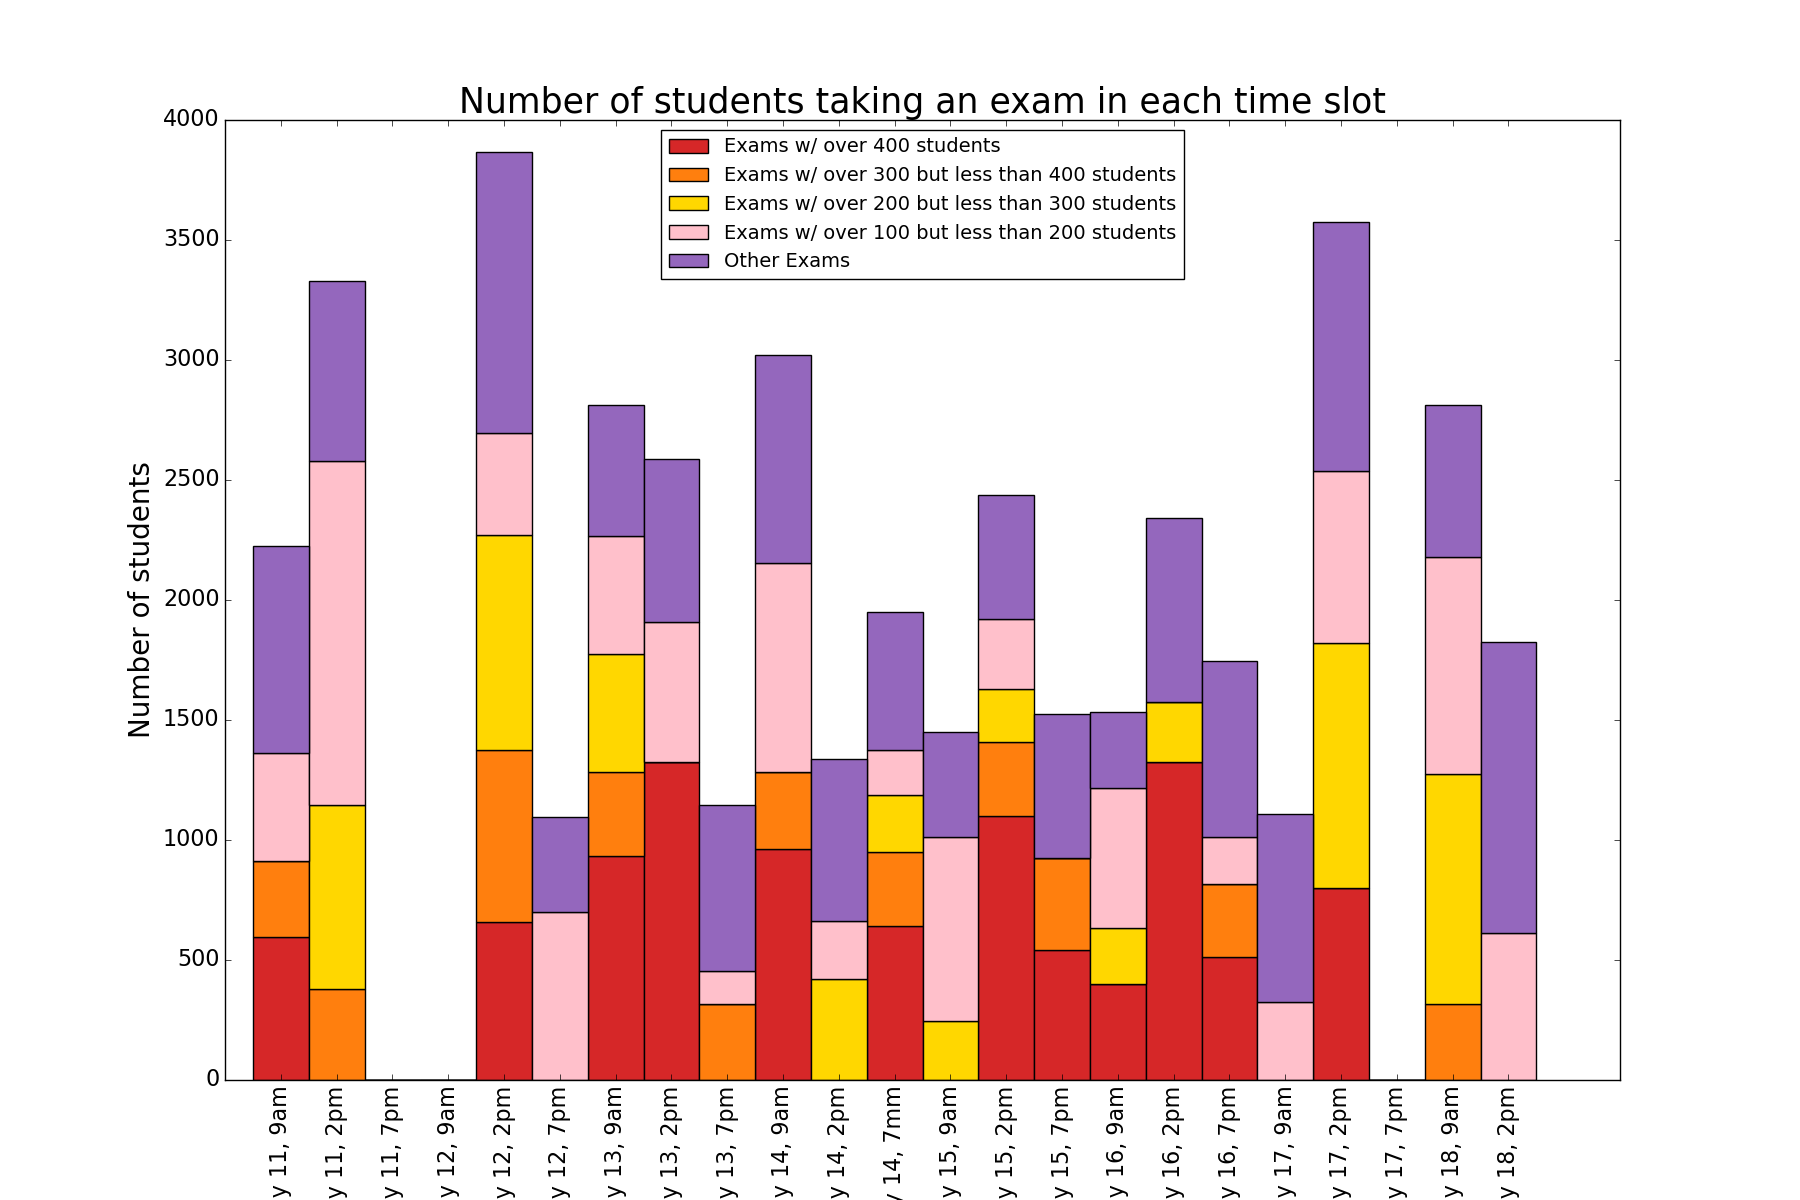 Number of students taking an exam in each time slot
Exams w/ over 400 students
Exams w/ over 300 but less than 400 students
Exams w/ over 200 but less than 300 students
Exams w/ over 100 but less than 200 students
Other Exams
Number of students
4000
3500
3000
2500
2000
1500
1000
500
0
y 11, 9am
y 11, 2pm
y 11, 7pm
y 12, 9am
y 12, 2pm
y 12, 7pm
y 13, 9am
y 13, 2pm
y 13, 7pm
y 14, 9am
y 14, 2pm
y 14, 7mm
y 15, 9am
y 15, 2pm
y 15, 7pm
y 16, 9am
y 16, 2pm
y 16, 7pm
y 17, 9am
y 17, 2pm
y 17, 7pm
y 18, 9am
y 18, 2pm